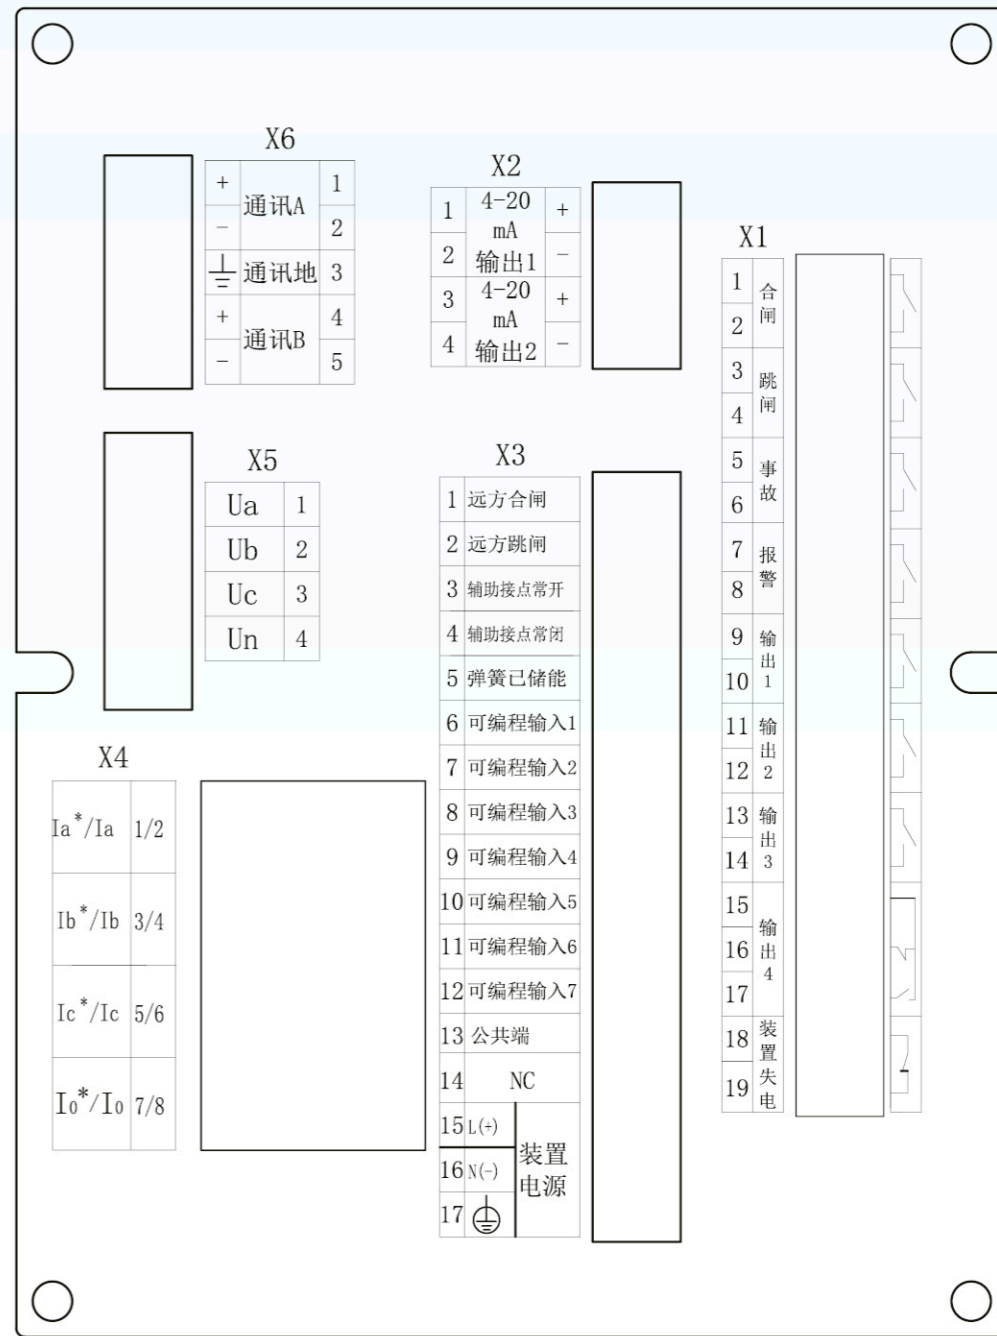 X6
+ 通讯A 1
- 2
通讯地 3
+ 通讯B 4
- 5
X2
1 4-20 +
mA
2 输出1 -
3 4-20 +
mA
4 输出2 -
X1
1 合
2 闸
3 跳
4 闸
5 事
6 故
7 报
8 警
9 输
出
10 1
11 输
出
12 2
13 输
出
14 3
15
输
16 出
4
17
18 装
置
19 失
电
X5
Ua 1
Ub 2
Uc 3
Un 4
X3
1 远方合闸
2 远方跳闸
3 辅助接点常开
4 辅助接点常闭
5 弹簧已储能
6 可编程输入1
7 可编程输入2
8 可编程输入3
9 可编程输入4
10 可编程输入5
11 可编程输入6
12 可编程输入7
13 公共端
14 NC
15 L(+)
装置
16 N(-)
电源
17
X4
Ia*/Ia 1/2
Ib*/Ib 3/4
Ic*/Ic 5/6
I0*/I0 7/8